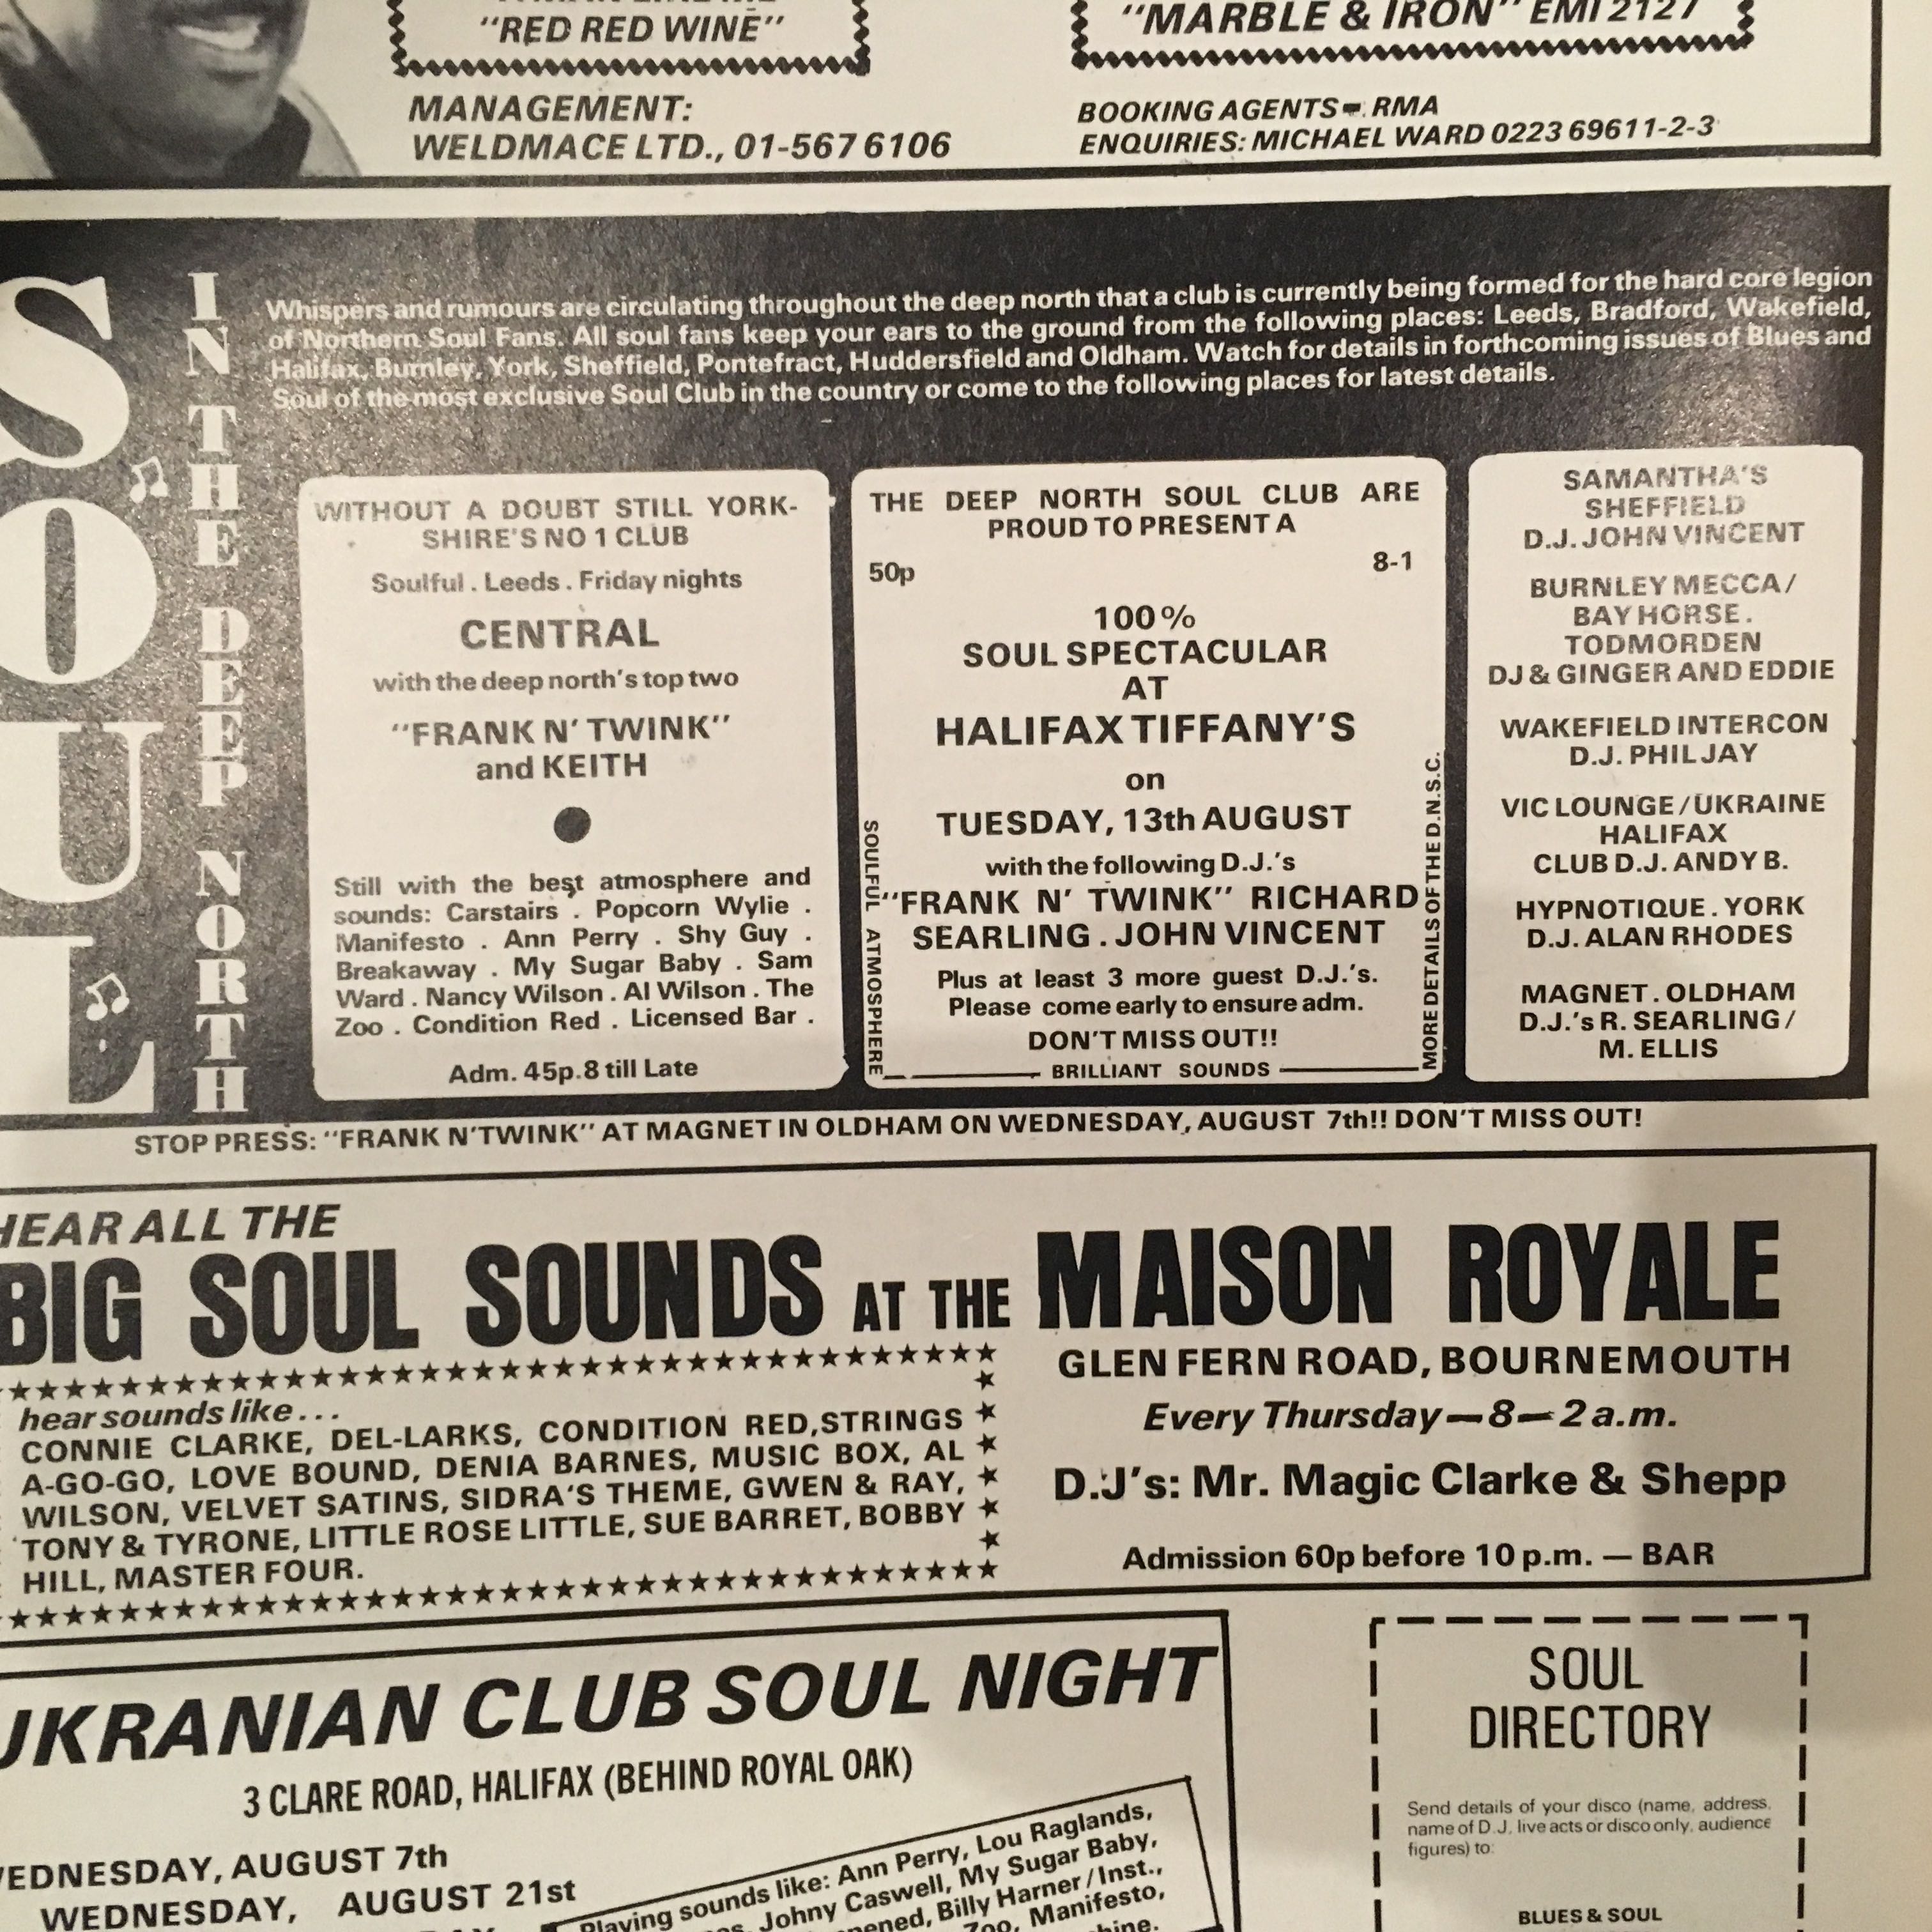 "RED RED WINE"
"MARBLE & IRON" EMI 2127
MANAGEMENT:
WELDMACE LTD., 01-567 6106
BOOKING AGENTS – RMA
ENQUIRIES: MICHAEL WARD 0223 69611-2-3
SOUL
IN THE DEEP NORTH
Whispers and rumours are circulating throughout the deep north that a club is currently being formed for the hard core legion
of Northern Soul Fans. All soul fans keep your ears to the ground from the following places: Leeds, Bradford, Wakefield,
Halifax, Burnley, York, Sheffield, Pontefract, Huddersfield and Oldham. Watch for details in forthcoming issues of Blues and
Soul of the most exclusive Soul Club in the country or come to the following places for latest details.
WITHOUT A DOUBT STILL YORK-
SHIRE'S NO 1 CLUB
Soulful . Leeds . Friday nights
CENTRAL
with the deep north's top two
"FRANK N' TWINK"
and KEITH
Still with the best atmosphere and
sounds: Carstairs . Popcorn Wylie .
Manifesto . Ann Perry . Shy Guy .
Breakaway . My Sugar Baby . Sam
Ward . Nancy Wilson . Al Wilson . The
Zoo . Condition Red . Licensed Bar .
Adm. 45p.8 till Late
THE DEEP NORTH SOUL CLUB ARE
PROUD TO PRESENT A
50p 8-1
100%
SOUL SPECTACULAR
AT
HALIFAX TIFFANY'S
on
TUESDAY, 13th AUGUST
with the following D.J.'s
"FRANK N' TWINK" RICHARD
SEARLING . JOHN VINCENT
Plus at least 3 more guest D.J.'s.
Please come early to ensure adm.
DON'T MISS OUT!!
BRILLIANT SOUNDS
SOULFUL ATMOSPHERE
MORE DETAILS OF THE D.N.S.C.
SAMANTHA'S
SHEFFIELD
D.J. JOHN VINCENT
BURNLEY MECCA/
BAY HORSE.
TODMORDEN
DJ & GINGER AND EDDIE
WAKEFIELD INTERCON
D.J. PHIL JAY
VIC LOUNGE/UKRAINE
HALIFAX
CLUB D.J. ANDY B.
HYPNOTIQUE . YORK
D.J. ALAN RHODES
MAGNET . OLDHAM
D.J.'s R. SEARLING/
M. ELLIS
STOP PRESS: "FRANK N'TWINK" AT MAGNET IN OLDHAM ON WEDNESDAY, AUGUST 7th!! DON'T MISS OUT!
HEAR ALL THE
BIG SOUL SOUNDS AT THE MAISON ROYALE
hear sounds like...
CONNIE CLARKE, DEL-LARKS, CONDITION RED,STRINGS
A-GO-GO, LOVE BOUND, DENIA BARNES, MUSIC BOX, AL
WILSON, VELVET SATINS, SIDRA'S THEME, GWEN & RAY,
TONY & TYRONE, LITTLE ROSE LITTLE, SUE BARRET, BOBBY
HILL, MASTER FOUR.
GLEN FERN ROAD, BOURNEMOUTH
Every Thursday—8—2 a.m.
D.J's: Mr. Magic Clarke & Shepp
Admission 60p before 10 p.m. — BAR
UKRANIAN CLUB SOUL NIGHT
3 CLARE ROAD, HALIFAX (BEHIND ROYAL OAK)
WEDNESDAY, AUGUST 7th
WEDNESDAY, AUGUST 21st
Playing sounds like: Ann Perry, Lou Raglands,
Johny Caswell, My Sugar Baby,
Billy Harner/Inst.,
Zoo, Manifesto,
SOUL
DIRECTORY
Send details of your disco (name, address,
name of D.J. live acts or disco only, audience
figures) to:
BLUES & SOUL